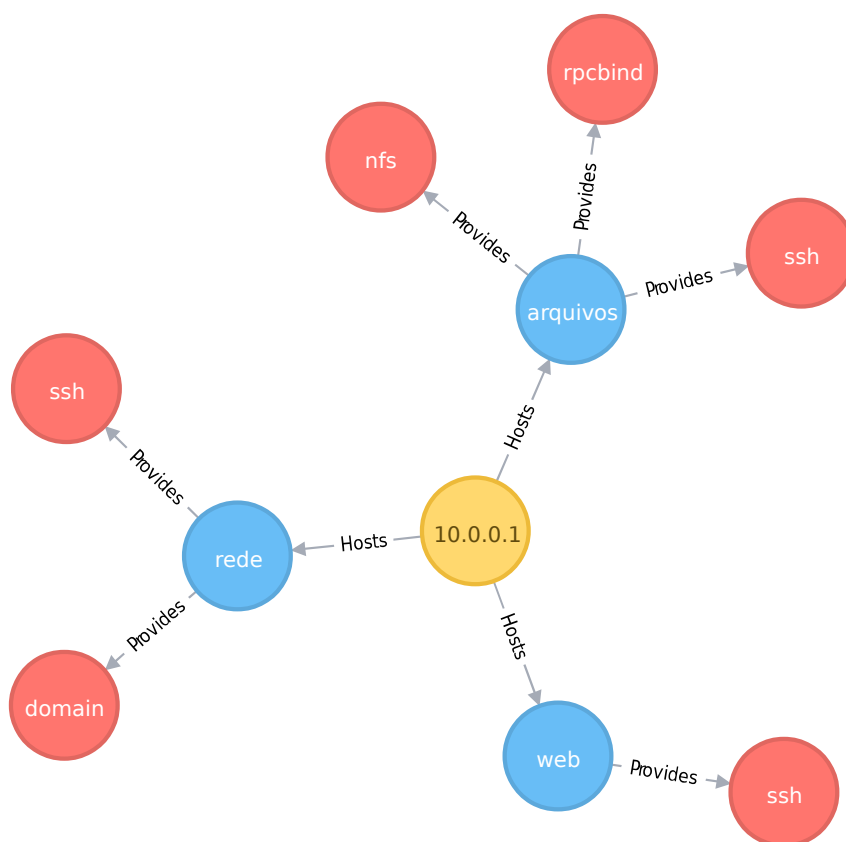 rpcbind
nfs
Provides
Provides
ssh
Provides
arquivos
ssh
Hosts
Provides
10.0.0.1
Hosts
rede
Provides
Hosts
domain
web
Provides
ssh